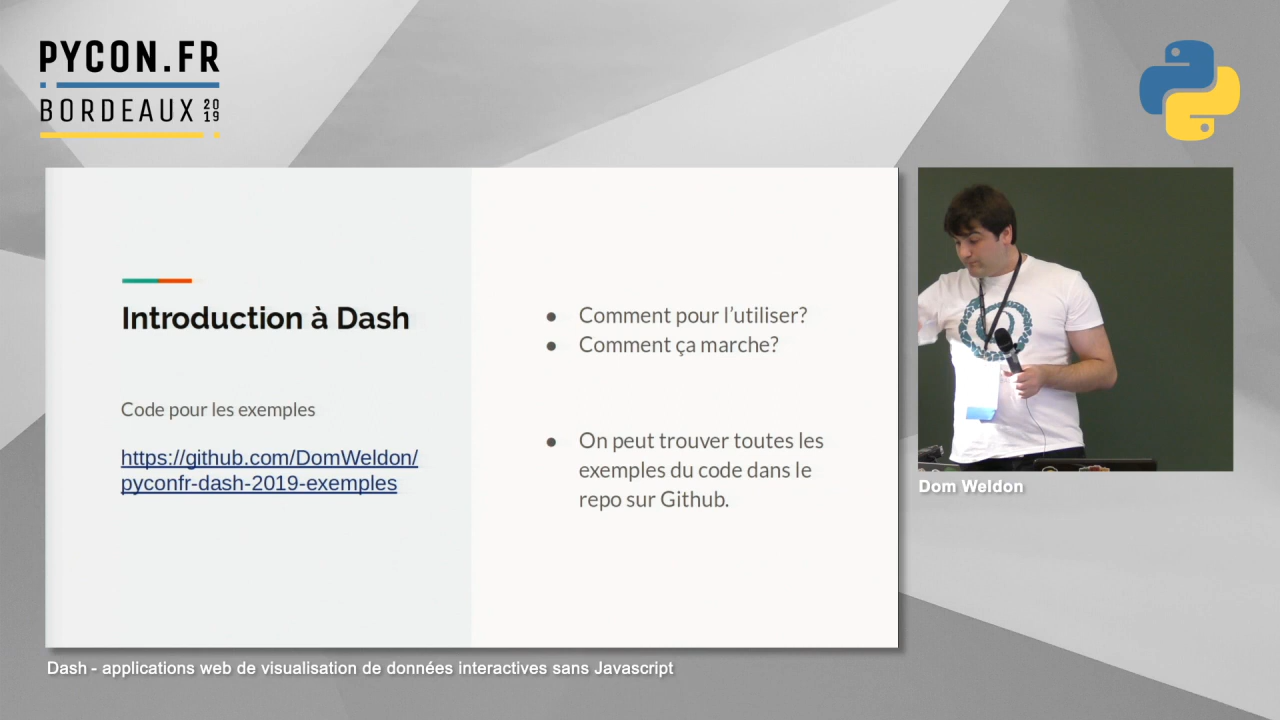 PYCON.FR
BORDEAUX 2019
Introduction à Dash
Code pour les exemples
https://github.com/DomWeldon/
pyconfr-dash-2019-exemples
● Comment pour l’utiliser?
● Comment ça marche?
● On peut trouver toutes les
exemples du code dans le
repo sur Github.
Dom Weldon
Dash - applications web de visualisation de données interactives sans Javascript